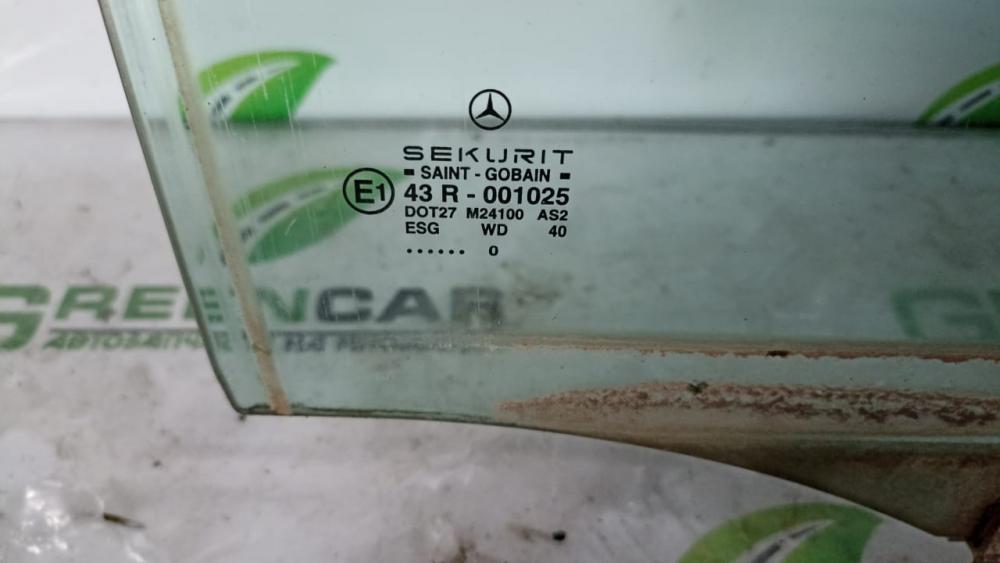 SEKURIT
SAINT - GOBAIN
E1
43 R - 001025
DOT27 M24100 AS2
ESG WD 40
...... 0
GREENCAR